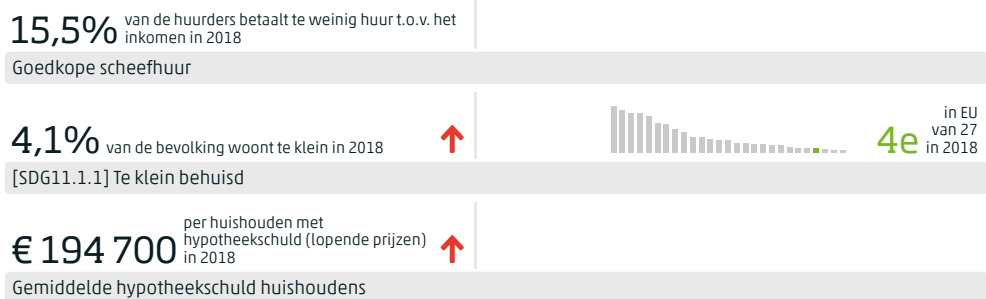 15,5% van de huurders betaalt te weinig huur t.o.v. het
inkomen in 2018
Goedkope scheefhuur
4,1% van de bevolking woont te klein in 2018
4e
in EU
van 27
in 2018
[SDG11.1.1] Te klein behuisd
€ 194 700
per huishouden met
hypotheekschuld (lopende prijzen)
in 2018
Gemiddelde hypotheekschuld huishoudens